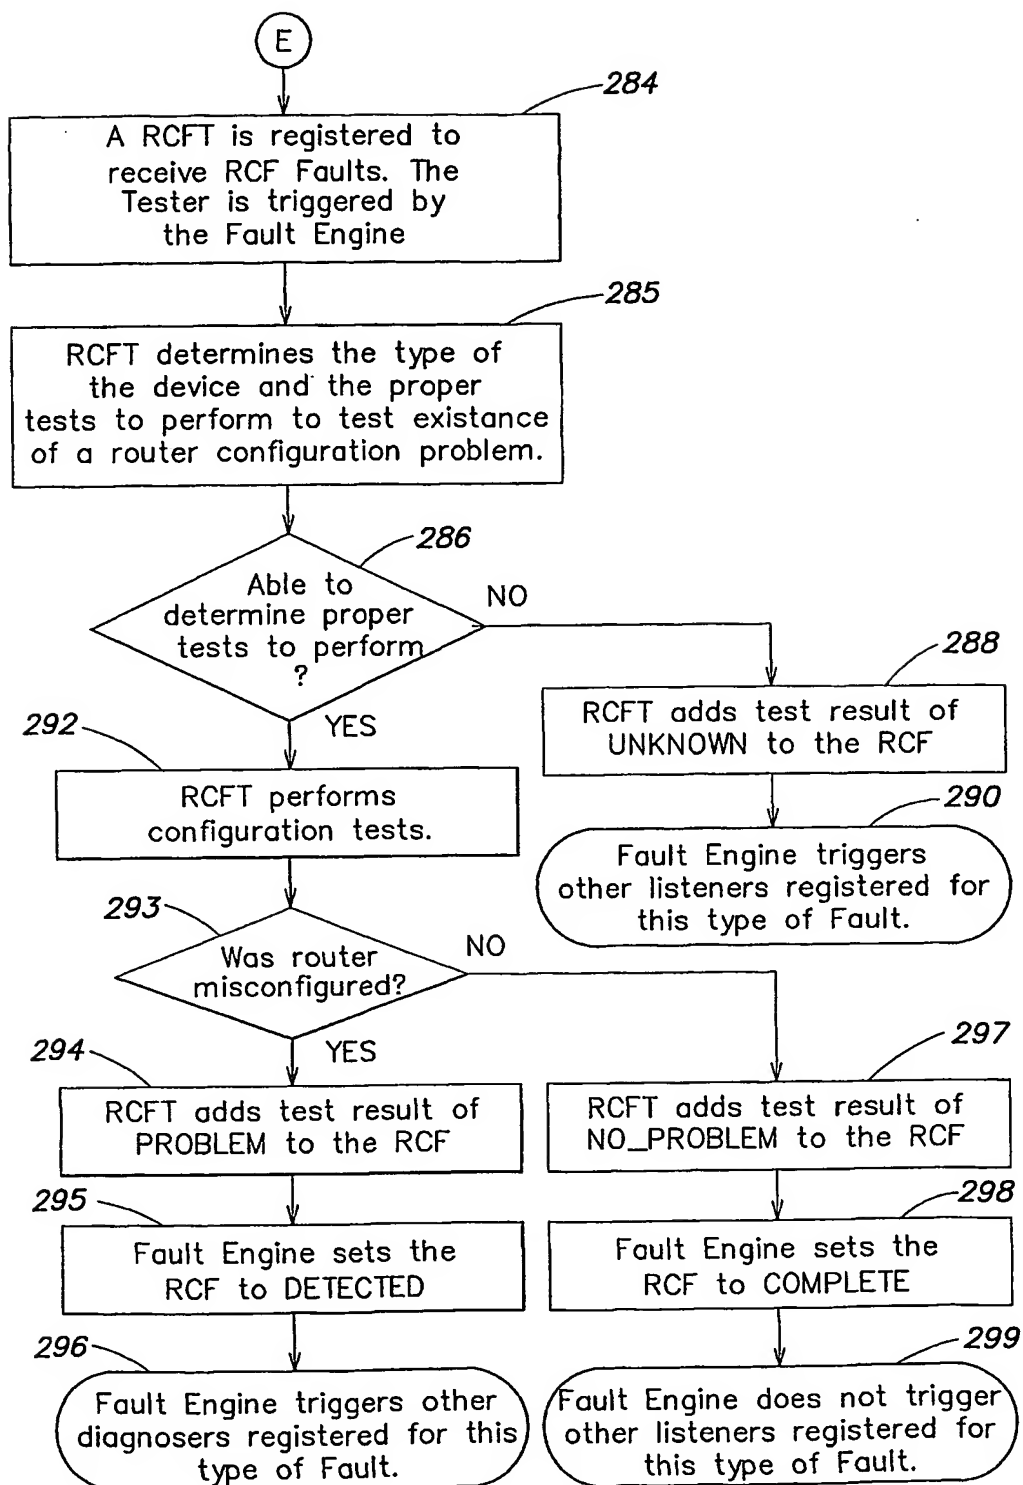 E
284
A RCFT is registered to
receive RCF Faults. The
Tester is triggered by
the Fault Engine
285
RCFT determines the type of
the device and the proper
tests to perform to test existance
of a router configuration problem.
286
Able to
determine proper
tests to perform
?
NO
YES
288
RCFT adds test result of
UNKNOWN to the RCF
290
Fault Engine triggers
other listeners registered for
this type of Fault.
292
RCFT performs
configuration tests.
293
Was router
misconfigured?
NO
YES
294
RCFT adds test result of
PROBLEM to the RCF
295
Fault Engine sets the
RCF to DETECTED
296
Fault Engine triggers other
diagnosers registered for this
type of Fault.
297
RCFT adds test result of
NO_PROBLEM to the RCF
298
Fault Engine sets the
RCF to COMPLETE
299
Fault Engine does not trigger
other listeners registered for
this type of Fault.